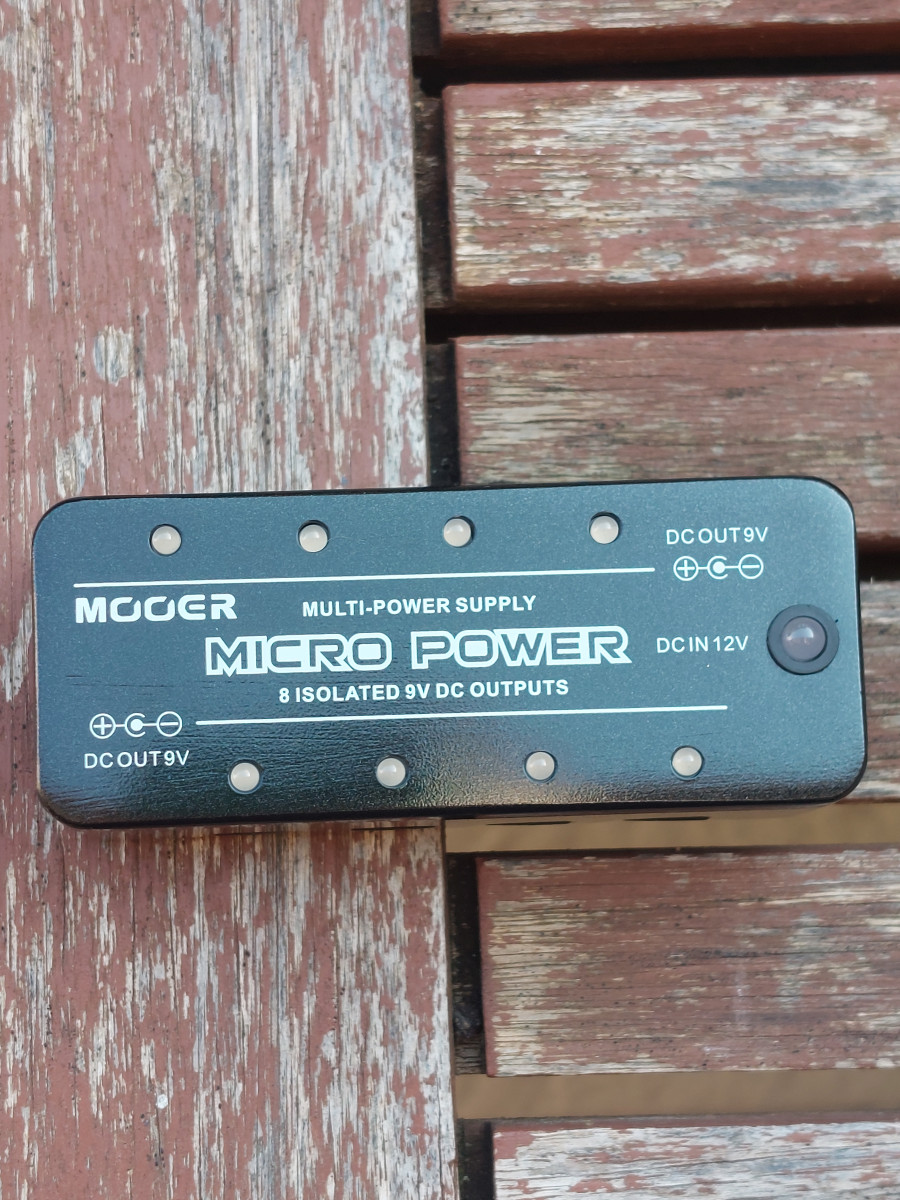 DC OUT 9V
MOOER
MULTI-POWER SUPPLY
MICRO POWER
DC IN 12V
8 ISOLATED 9V DC OUTPUTS
DC OUT 9V